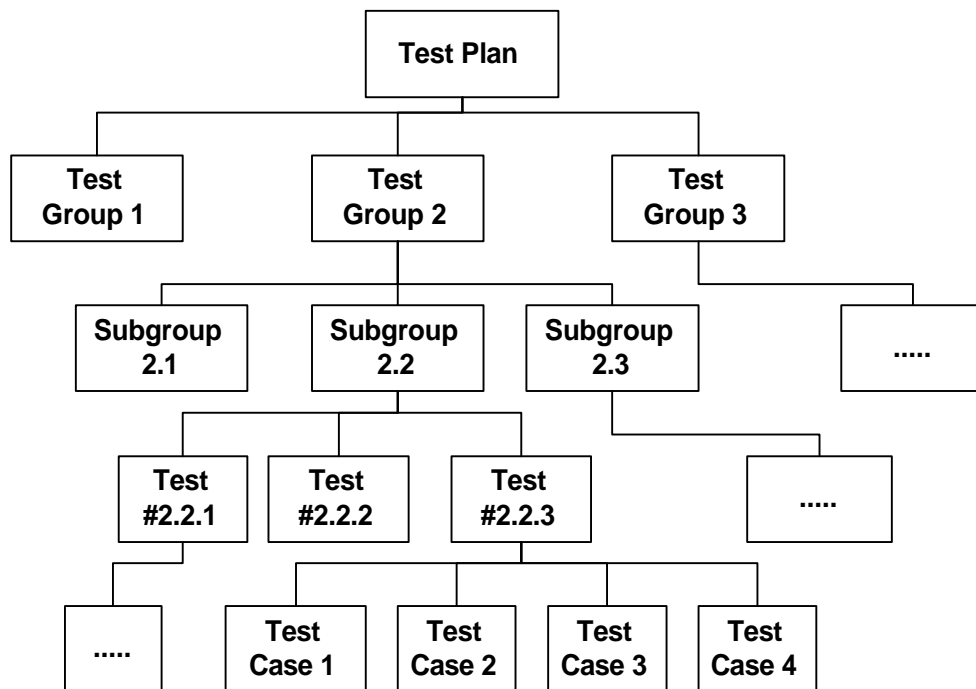 Test Plan
Test
Group 1
Test
Group 2
Test
Group 3
Subgroup
2.1
Subgroup
2.2
Subgroup
2.3
.....
Test
#2.2.1
Test
#2.2.2
Test
#2.2.3
.....
.....
Test
Case 1
Test
Case 2
Test
Case 3
Test
Case 4